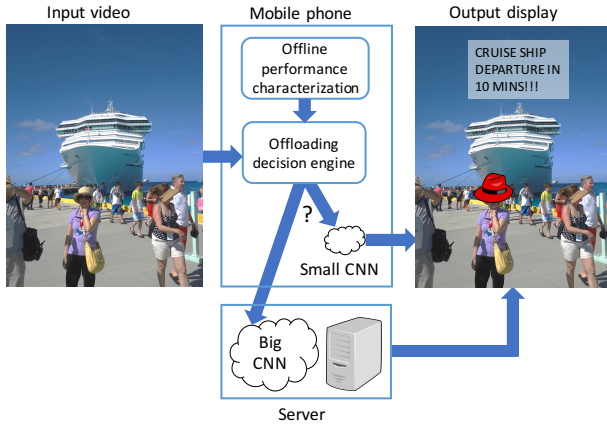 Input video
Mobile phone
Output display
Offline
performance
characterization
Offloading
decision engine
?
Small CNN
Big
CNN
Server
CRUISE SHIP
DEPARTURE IN
10 MINS!!!